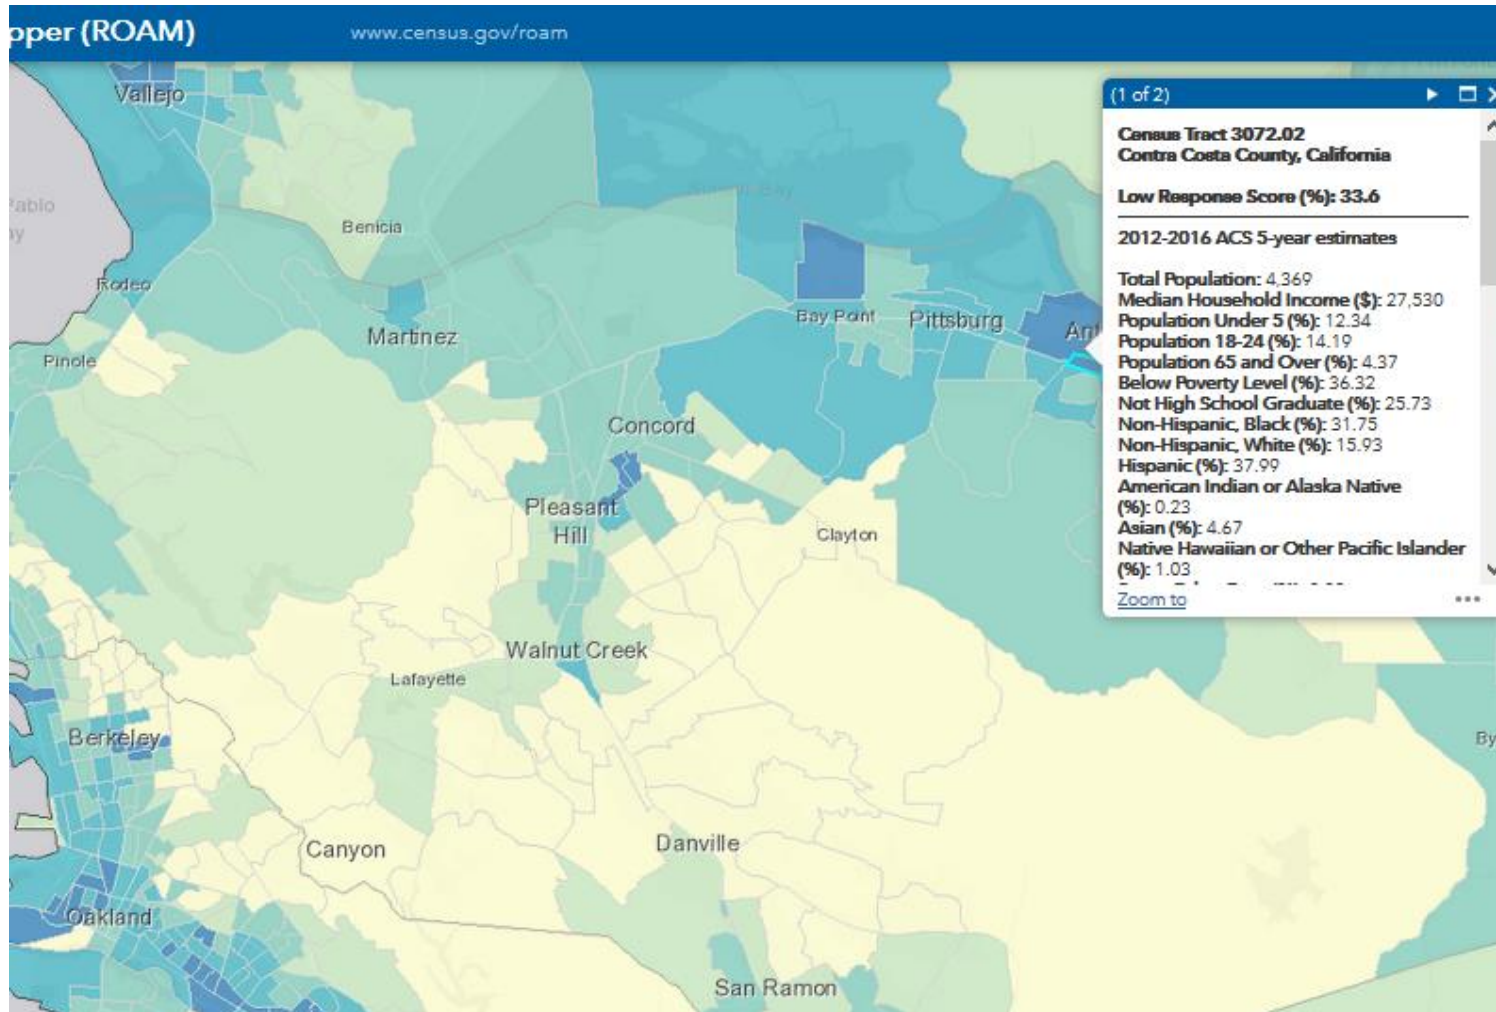 pper (ROAM)
www.census.gov/roam
Vallejo
Pablo
Benicia
Rodeo
Martinez
Bay Point
Pittsburg
Ant
Pinole
Concord
Pleasant
Hill
Clayton
Walnut Creek
Lafayette
Berkeley
By
Canyon
Danville
Oakland
San Ramon
(1 of 2)
Census Tract 3072.02
Contra Costa County, California
Low Response Score (%): 33.6
2012-2016 ACS 5-year estimates
Total Population: 4,369
Median Household Income ($): 27,530
Population Under 5 (%): 12.34
Population 18-24 (%): 14.19
Population 65 and Over (%): 4.37
Below Poverty Level (%): 36.32
Not High School Graduate (%): 25.73
Non-Hispanic, Black (%): 31.75
Non-Hispanic, White (%): 15.93
Hispanic (%): 37.99
American Indian or Alaska Native
(%): 0.23
Asian (%): 4.67
Native Hawaiian or Other Pacific Islander
(%): 1.03
Zoom to